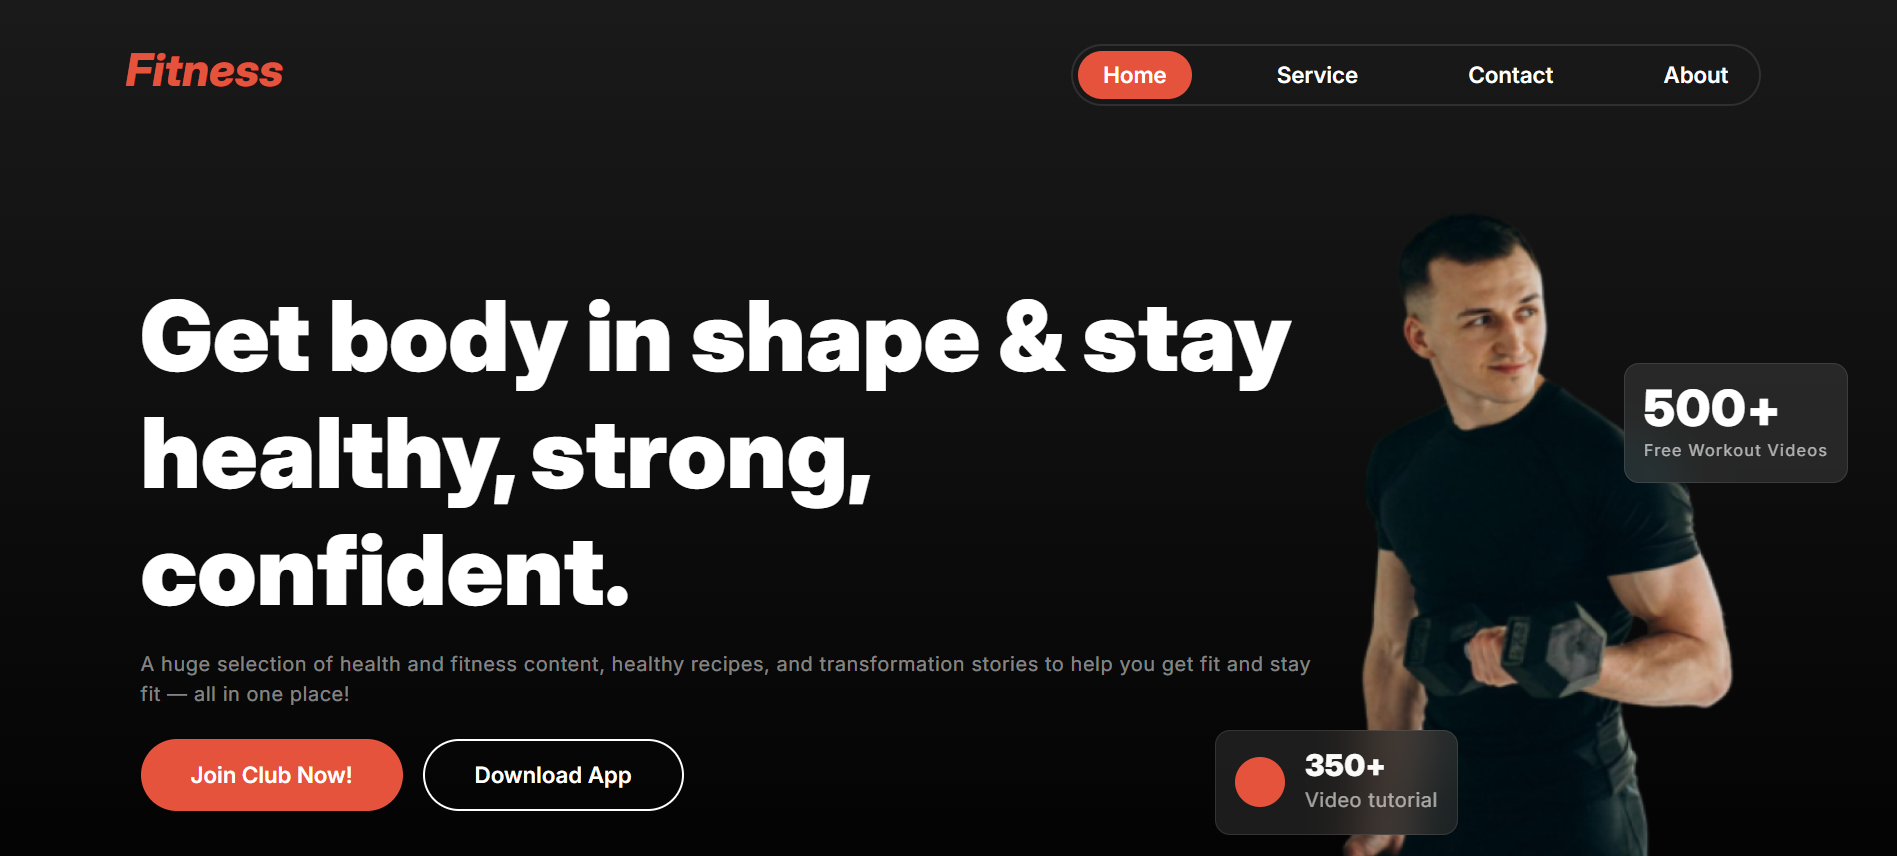 Fitness
Home
Service
Contact
About
Get body in shape & stay
healthy, strong,
confident.
500+
Free Workout Videos
A huge selection of health and fitness content, healthy recipes, and transformation stories to help you get fit and stay
fit — all in one place!
Join Club Now!
Download App
350+
Video tutorial